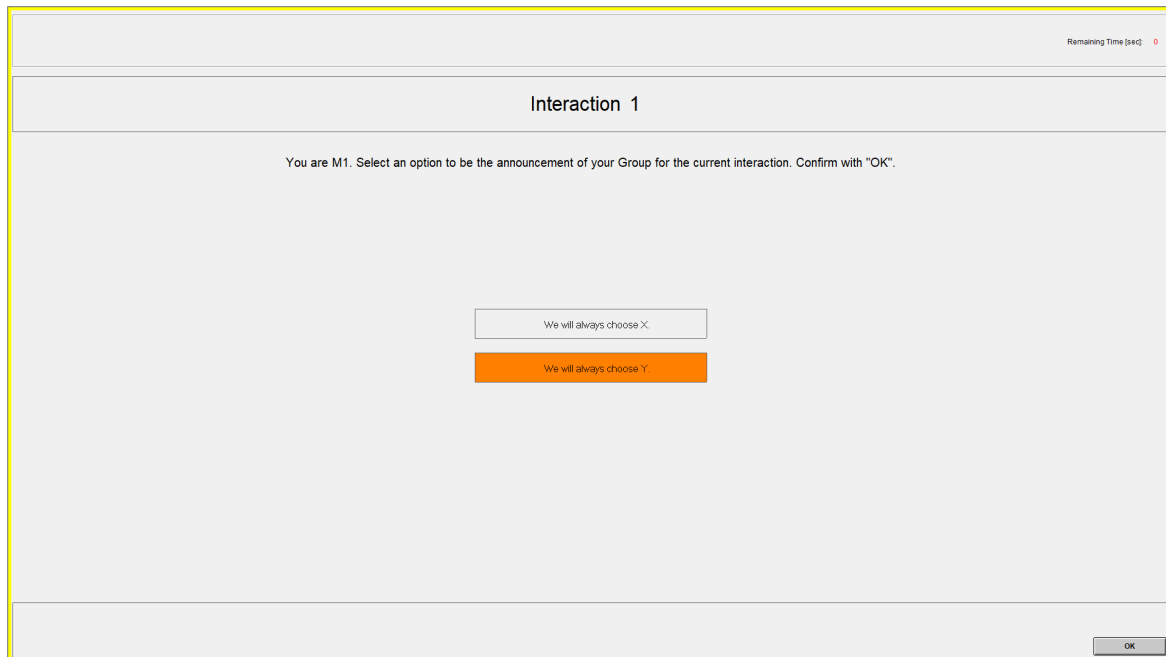 Remaining Time [sec]: 0
Interaction 1
You are M1. Select an option to be the announcement of your Group for the current interaction. Confirm with "OK".
We will always choose X.
We will always choose Y.
OK